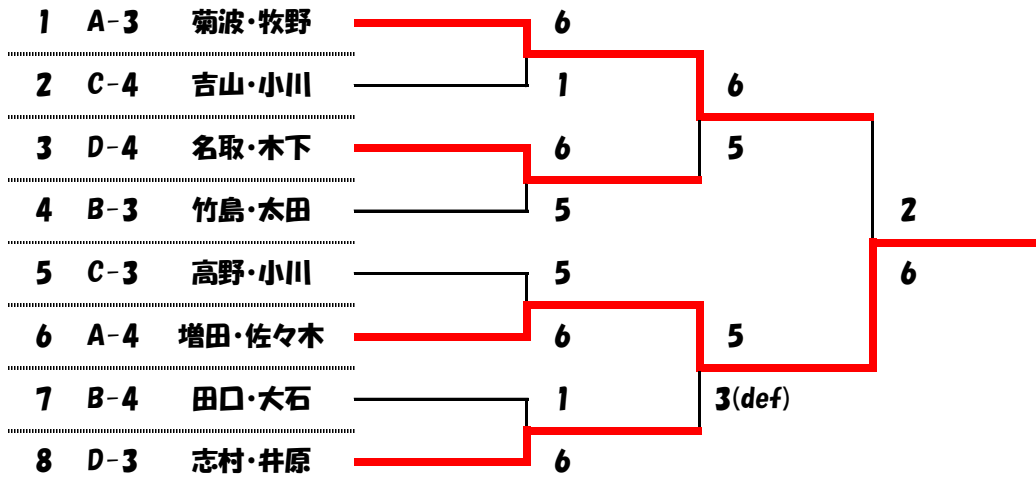 1 A-3 菊波・牧野 6
2 C-4 吉山・小川 1 6
3 D-4 名取・木下 6 5
4 B-3 竹島・太田 5 2
5 C-3 高野・小川 5 6
6 A-4 増田・佐々木 6 5
7 B-4 田口・大石 1 3(def)
8 D-3 志村・井原 6